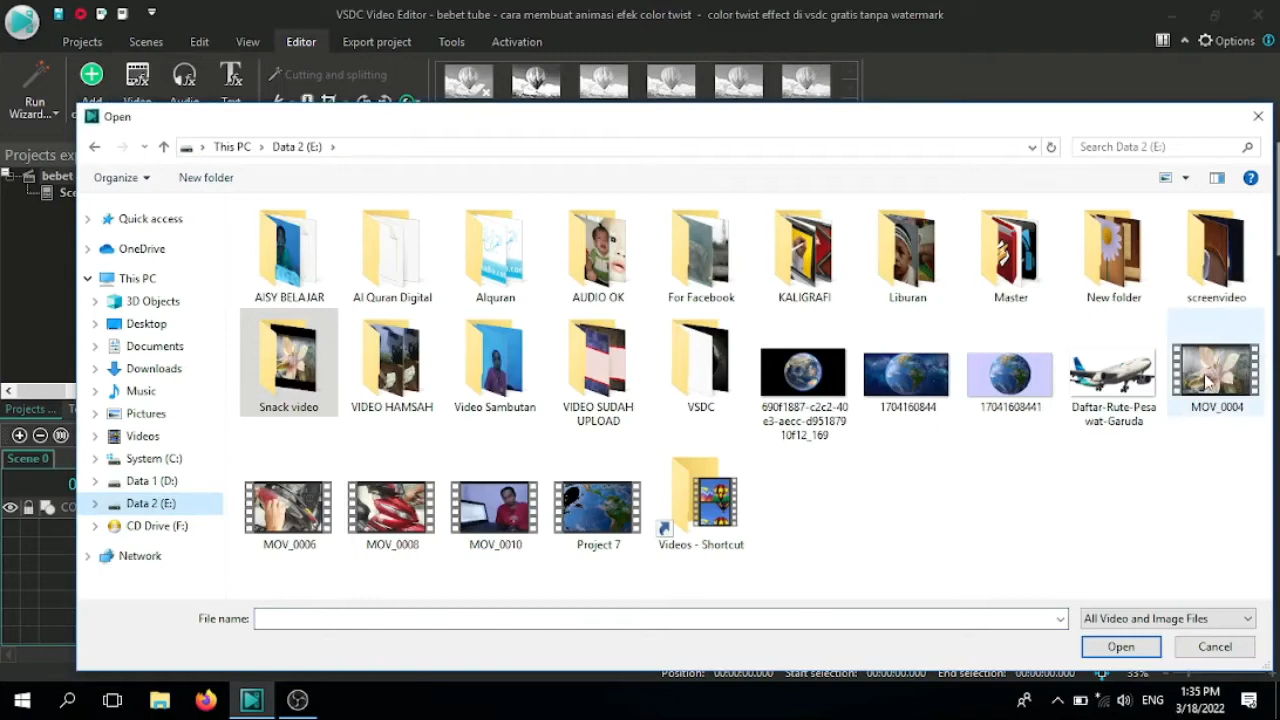 VSDC Video Editor - bebet tube - cara membuat animasi efek color twist - color twist effect di vsdc gratis tanpa watermark
Projects Scenes Edit View Editor Export project Tools Activation
Options
Cutting and splitting
Run
Wizard...
Add Video Audio Text
Open
This PC > Data 2 (E:) >
Search Data 2 (E:)
Organize New folder
Projects ex
bebet
Sce
Quick access
OneDrive
This PC
3D Objects
Desktop
Documents
Downloads
Music
Pictures
Videos
System (C:)
Data 1 (D:)
Data 2 (E:)
CD Drive (F:)
Network
AISY BELAJAR
Al Quran Digital
Alquran
AUDIO OK
For Facebook
KALIGRAFI
Liburan
Master
New folder
screenvideo
Snack video
VIDEO HAMSAH
Video Sambutan
VIDEO SUDAH
UPLOAD
VSDC
690f1887-c2c2-40
e3-aecc-d951879
10f12_169
1704160844
17041608441
Daftar-Rute-Pesa
wat-Garuda
MOV_0004
MOV_0006
MOV_0008
MOV_0010
Project 7
Videos - Shortcut
Projects ...
Scene 0
CO
File name:
All Video and Image Files
Open Cancel
Position: 00:00:00.000 Start selection: 00:00:00.000 End selection: 00:00:00.000 33%
ENG
1:35 PM
3/18/2022